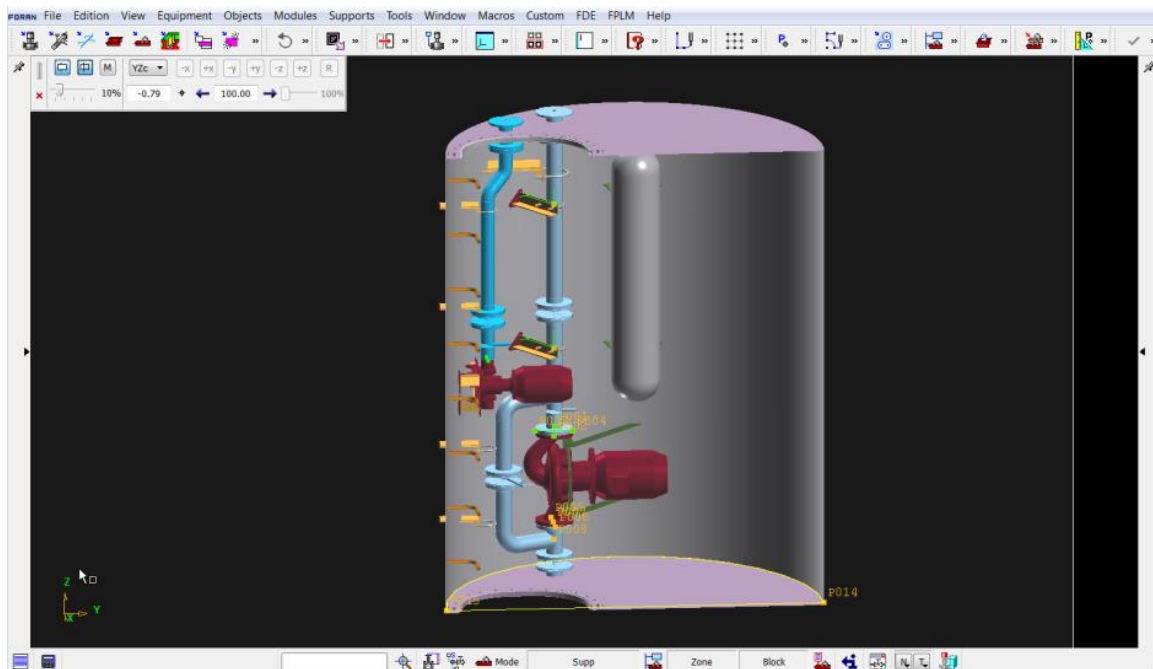 FORAN File Edition View Equipment Objects Modules Supports Tools Window Macros Custom FDE FPLM Help
M YZc -x +x -y +y -z +z R
10% -0.79 100.00 100%
P014
Z
Y
X
Mode Supp Zone Block